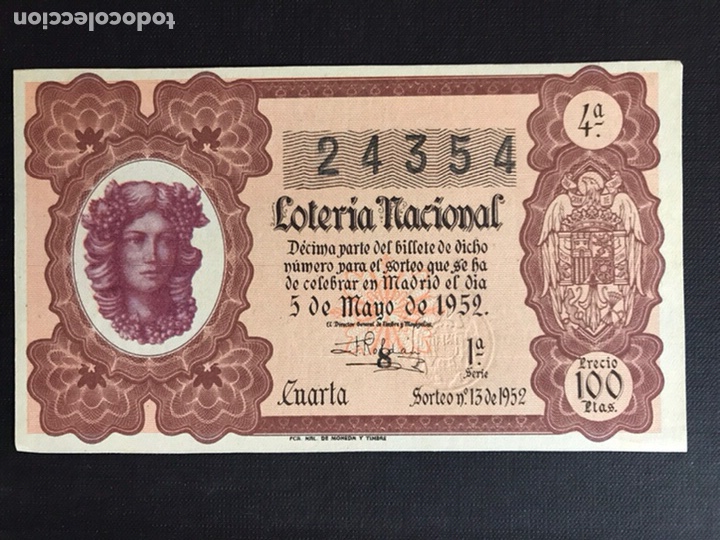 todocoleccion
4ª
24354
Lotería Nacional
Décima parte del billete de dicho
número para el sorteo que se ha
de celebrar en Madrid el día
5 de Mayo de 1952.
El Director General de Timbre y Monopolios,
8
1ª
Serie
Cuarta
Sorteo nº 13 de 1952
Precio
100
Ptas.
FCA. NAL. DE MONEDA Y TIMBRE